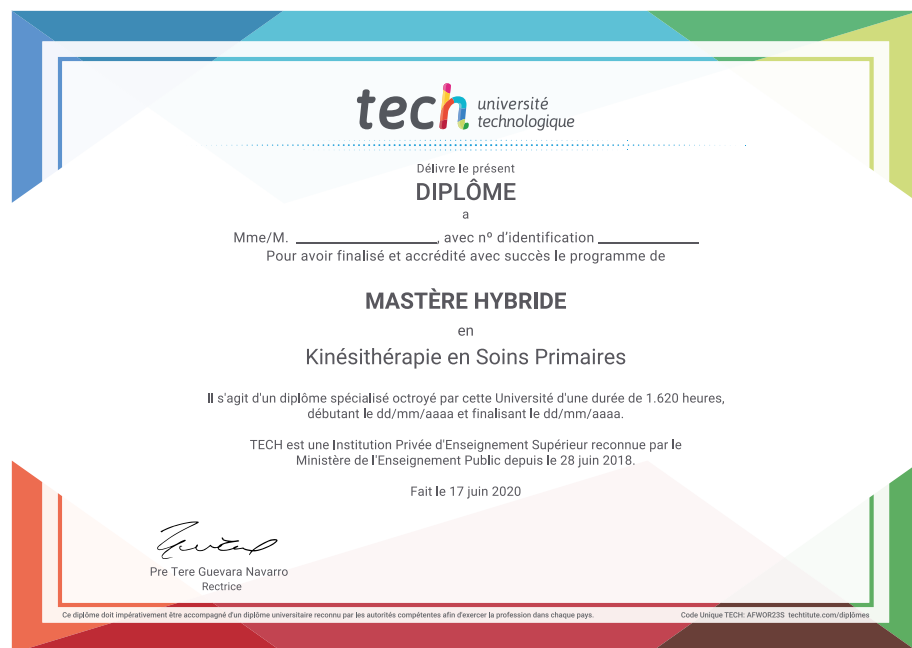 tech université
technologique
Délivre le présent
DIPLÔME
a
Mme/M. ____________________, avec nº d'identification ______________
Pour avoir finalisé et accrédité avec succès le programme de
MASTÈRE HYBRIDE
en
Kinésithérapie en Soins Primaires
Il s'agit d'un diplôme spécialisé octroyé par cette Université d'une durée de 1.620 heures,
débutant le dd/mm/aaaa et finalisant le dd/mm/aaaa.
TECH est une Institution Privée d'Enseignement Supérieur reconnue par le
Ministère de l'Enseignement Public depuis le 28 juin 2018.
Fait le 17 juin 2020
Pre Tere Guevara Navarro
Rectrice
Ce diplôme doit impérativement être accompagné d'un diplôme universitaire reconnu par les autorités compétentes afin d'exercer la profession dans chaque pays. Code Unique TECH: AFWOR23S techtitute.com/diplômes